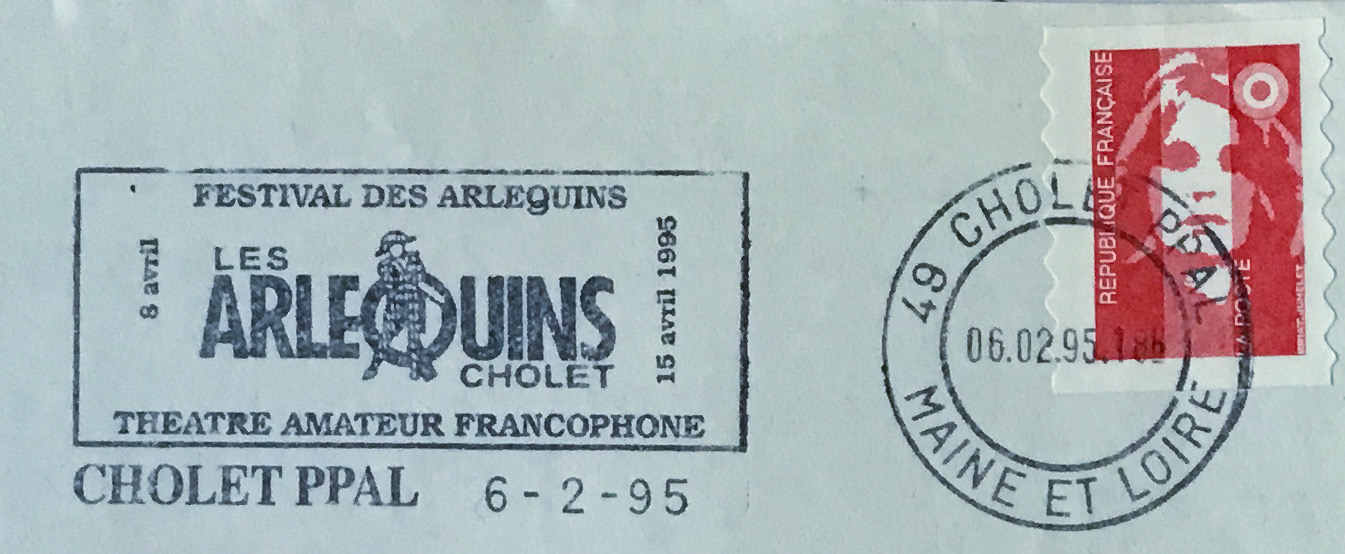 FESTIVAL DES ARLEQUINS
8 avril
LES
ARLEQUINS
CHOLET
15 avril 1995
THEATRE AMATEUR FRANCOPHONE
CHOLET PPAL 6-2-95
49 CHOLET PPAL
06.02.95.18H
MAINE ET LOIRE
REPUBLIQUE FRANÇAISE
LA POSTE